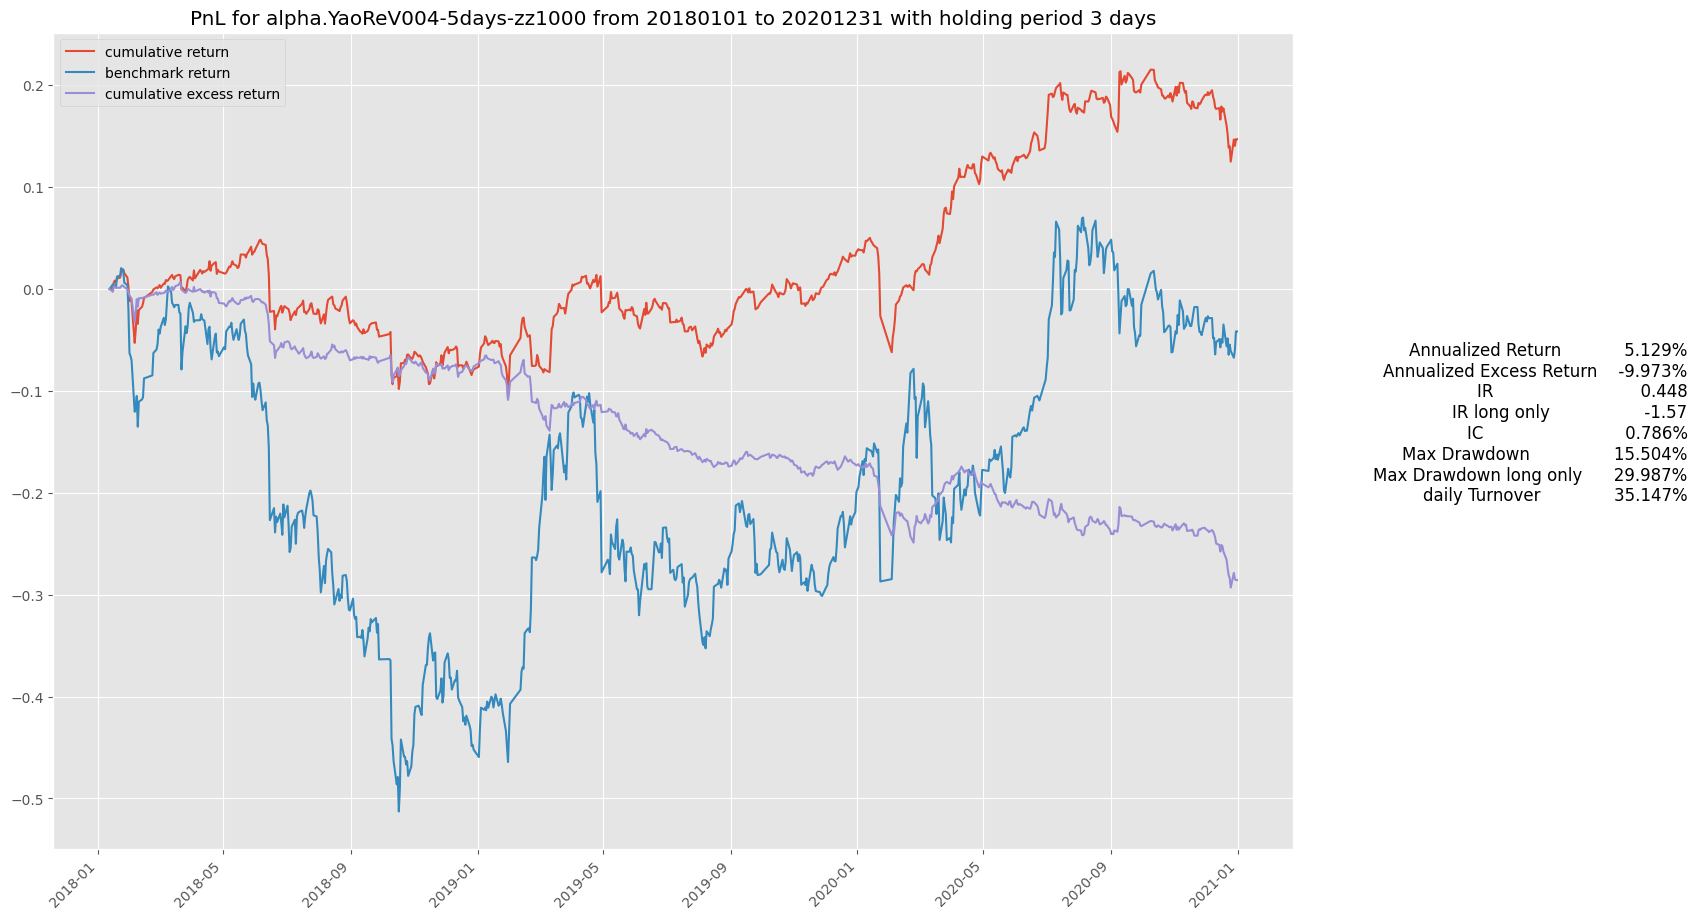 PnL for alpha.YaoReV004-5days-zz1000 from 20180101 to 20201231 with holding period 3 days
cumulative return
benchmark return
cumulative excess return
0.2
0.1
0.0
−0.1
−0.2
−0.3
−0.4
−0.5
2018-01
2018-05
2018-09
2019-01
2019-05
2019-09
2020-01
2020-05
2020-09
2021-01
Annualized Return 5.129%
Annualized Excess Return -9.973%
IR 0.448
IR long only -1.57
IC 0.786%
Max Drawdown 15.504%
Max Drawdown long only 29.987%
daily Turnover 35.147%